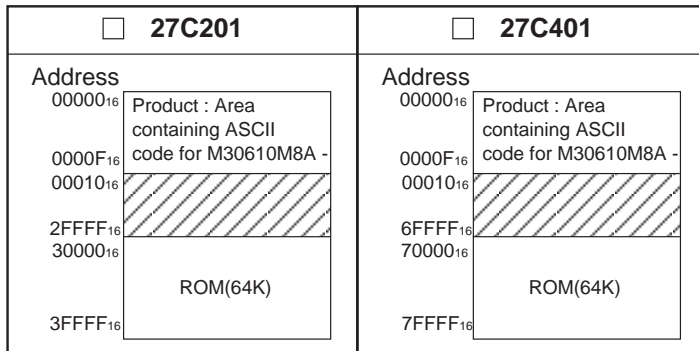 □ 27C201
Address
00000₁₆
Product : Area
containing ASCII
code for M30610M8A -
0000F₁₆
00010₁₆
2FFFF₁₆
30000₁₆
ROM(64K)
3FFFF₁₆
□ 27C401
Address
00000₁₆
Product : Area
containing ASCII
code for M30610M8A -
0000F₁₆
00010₁₆
6FFFF₁₆
70000₁₆
ROM(64K)
7FFFF₁₆